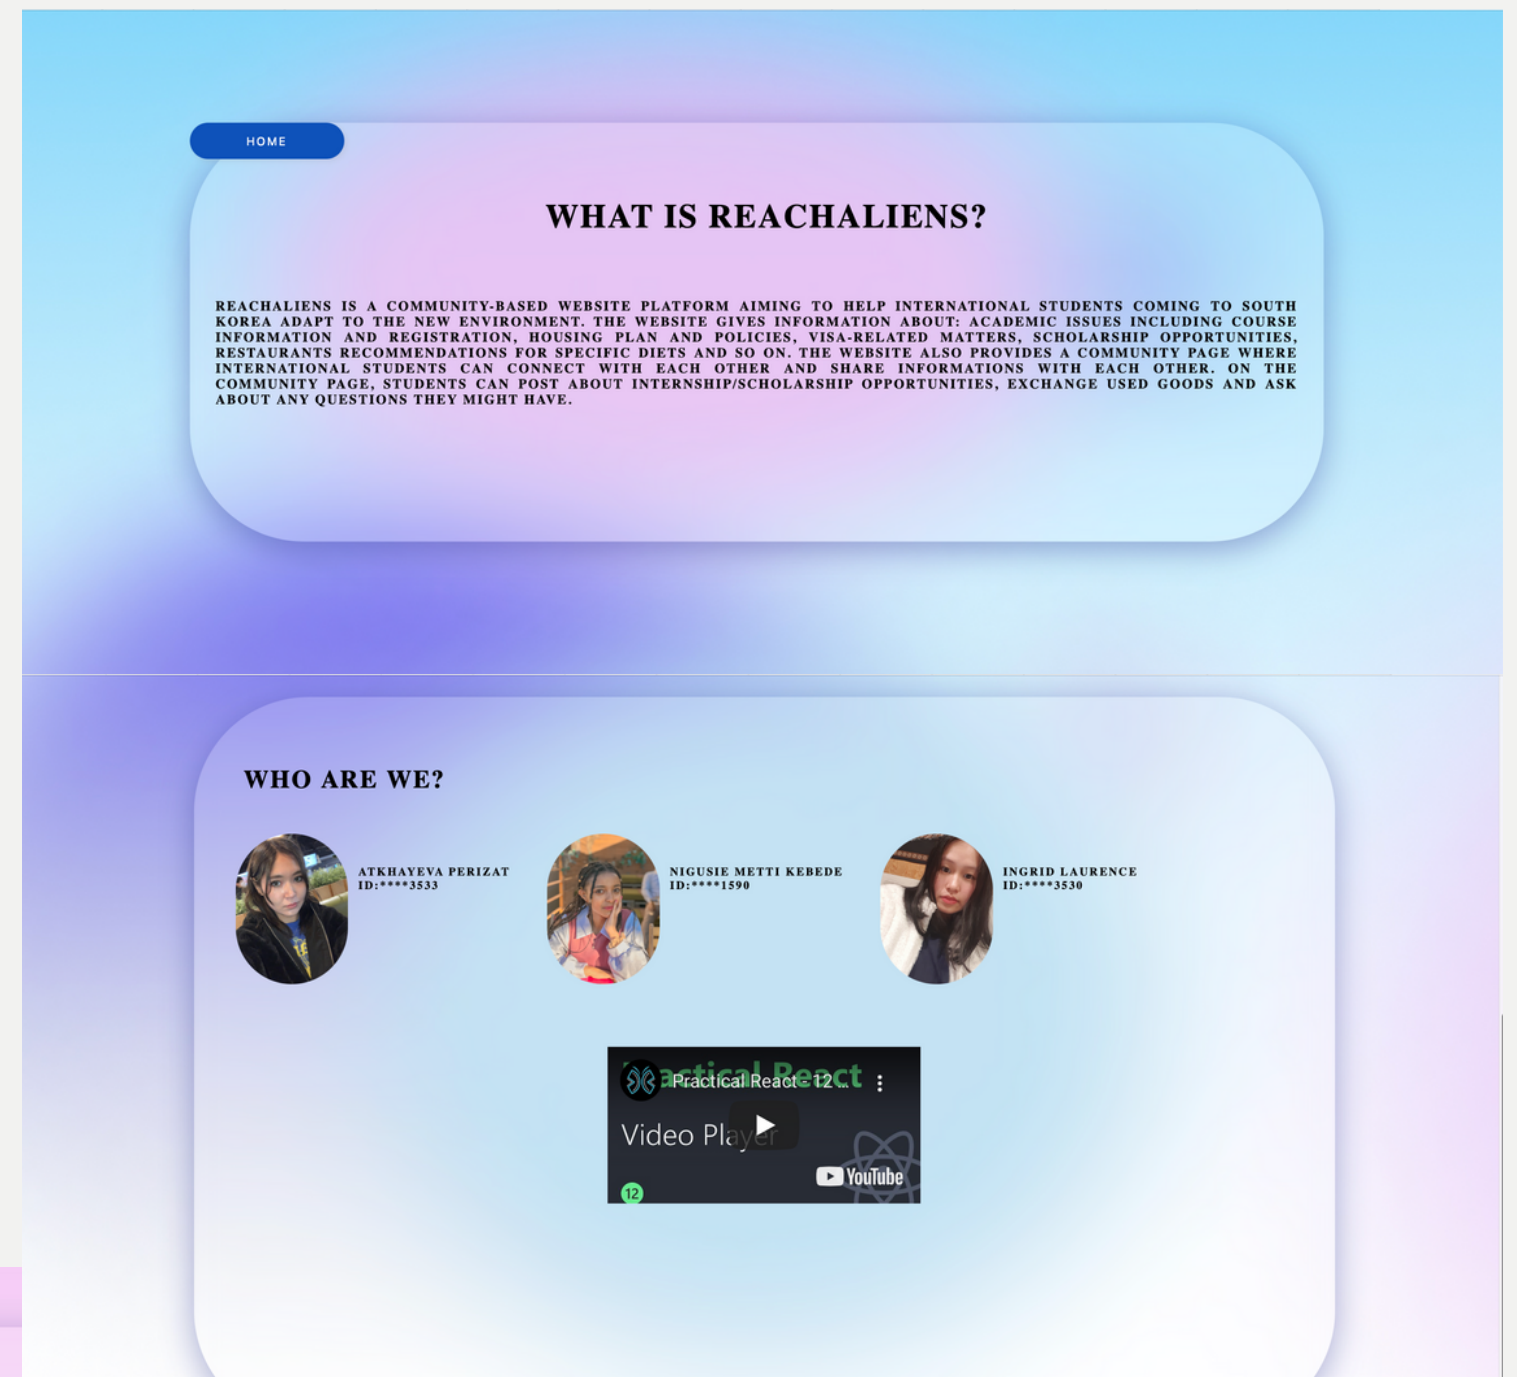 HOME
WHAT IS REACHALIENS?
REACHALIENS IS A COMMUNITY-BASED WEBSITE PLATFORM AIMING TO HELP INTERNATIONAL STUDENTS COMING TO SOUTH
KOREA ADAPT TO THE NEW ENVIRONMENT. THE WEBSITE GIVES INFORMATION ABOUT: ACADEMIC ISSUES INCLUDING COURSE
INFORMATION AND REGISTRATION, HOUSING PLAN AND POLICIES, VISA-RELATED MATTERS, SCHOLARSHIP OPPORTUNITIES,
RESTAURANTS RECOMMENDATIONS FOR SPECIFIC DIETS AND SO ON. THE WEBSITE ALSO PROVIDES A COMMUNITY PAGE WHERE
INTERNATIONAL STUDENTS CAN CONNECT WITH EACH OTHER AND SHARE INFORMATIONS WITH EACH OTHER. ON THE
COMMUNITY PAGE, STUDENTS CAN POST ABOUT INTERNSHIP/SCHOLARSHIP OPPORTUNITIES, EXCHANGE USED GOODS AND ASK
ABOUT ANY QUESTIONS THEY MIGHT HAVE.
WHO ARE WE?
ATKHAYEVA PERIZAT
ID:****3533
NIGUSIE METTI KEBEDE
ID:****1590
INGRID LAURENCE
ID:****3530
Practical React
Practical React - 12 ...
Video Player
YouTube
12